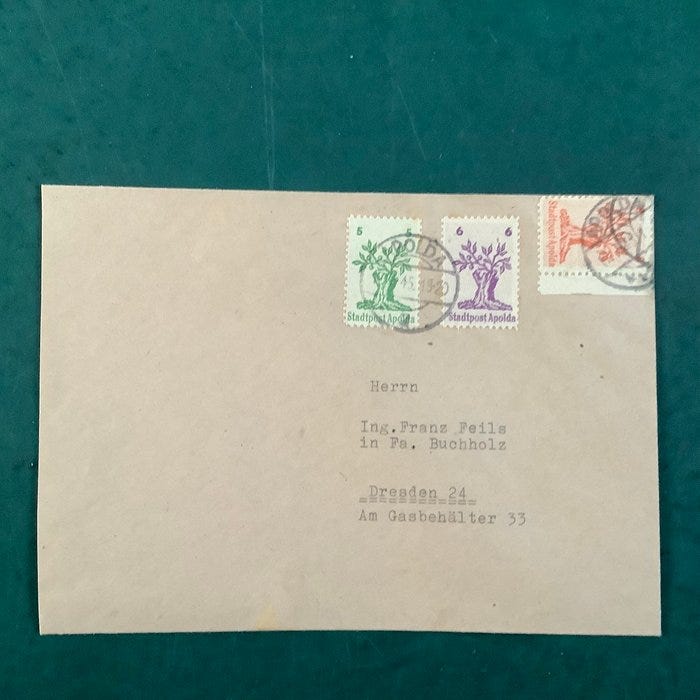 5 5
Stadtpost Apolda
6 6
Stadtpost Apolda
Stadtpost Apolda
Herrn
Ing.Franz Feils
in Fa. Buchholz
Dresden 24
Am Gasbehälter 33